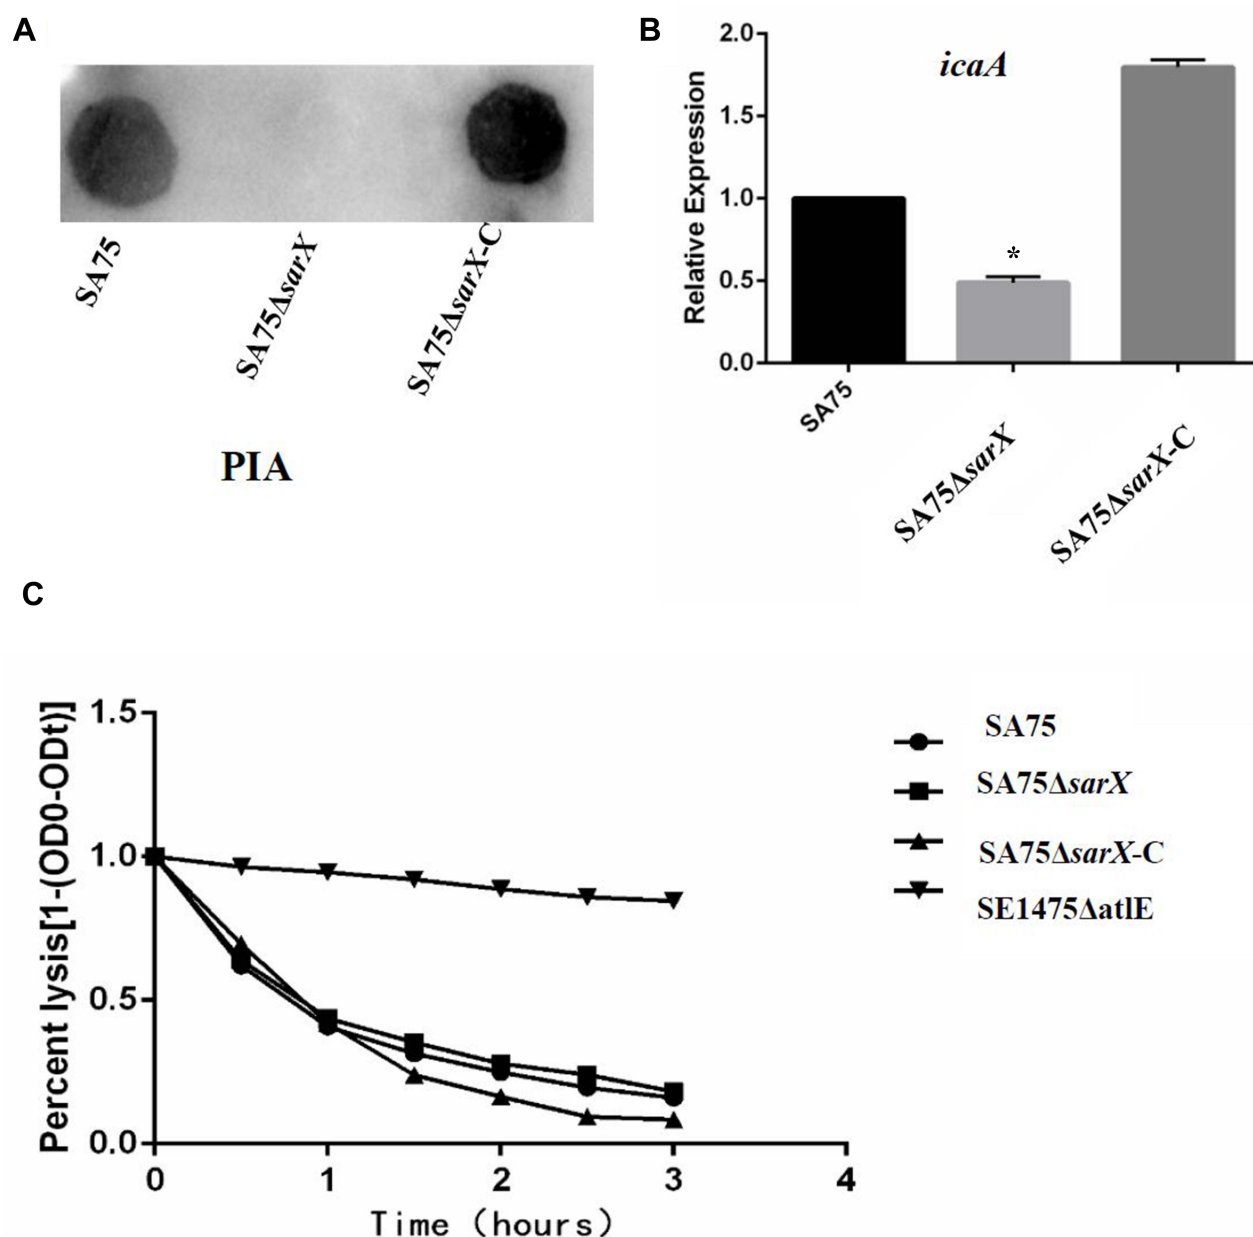 A
SA75
SA75ΔsarX
SA75ΔsarX-C
PIA
B
icaA
Relative Expression
2.0
1.5
1.0
0.5
0.0
*
SA75
SA75ΔsarX
SA75ΔsarX-C
C
Percent lysis[1-(OD0-ODt)]
1.5
1.0
0.5
0.0
0 1 2 3 4
Time (hours)
SA75
SA75ΔsarX
SA75ΔsarX-C
SE1475ΔatlE